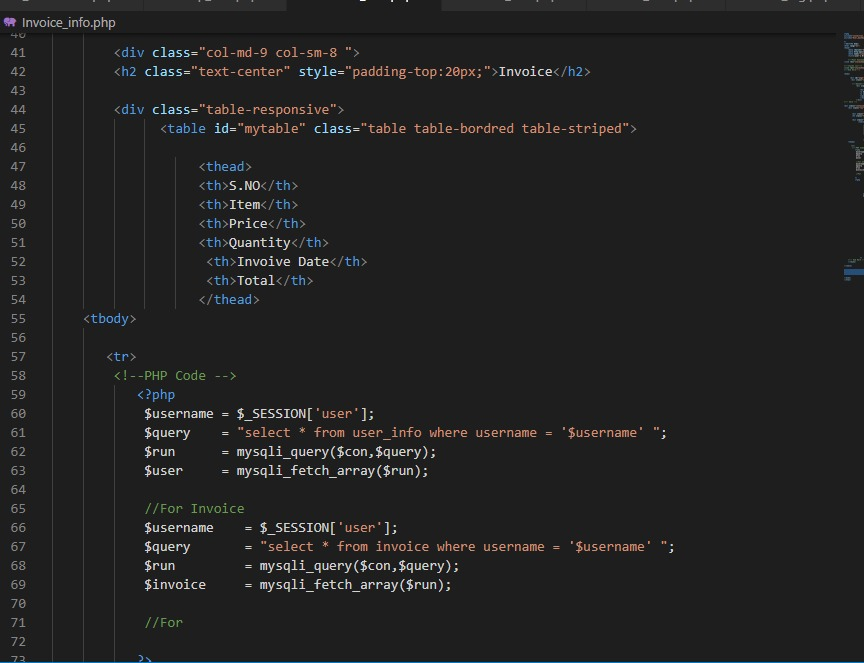 Invoice_info.php
40
41 <div class="col-md-9 col-sm-8 ">
42 <h2 class="text-center" style="padding-top:20px;">Invoice</h2>
43
44 <div class="table-responsive">
45 <table id="mytable" class="table table-bordred table-striped">
46
47 <thead>
48 <th>S.NO</th>
49 <th>Item</th>
50 <th>Price</th>
51 <th>Quantity</th>
52 <th>Invoive Date</th>
53 <th>Total</th>
54 </thead>
55 <tbody>
56
57 <tr>
58 <!--PHP Code -->
59 <?php
60 $username = $_SESSION['user'];
61 $query = "select * from user_info where username = '$username' ";
62 $run = mysqli_query($con,$query);
63 $user = mysqli_fetch_array($run);
64
65 //For Invoice
66 $username = $_SESSION['user'];
67 $query = "select * from invoice where username = '$username' ";
68 $run = mysqli_query($con,$query);
69 $invoice = mysqli_fetch_array($run);
70
71 //For
72
73 ?>